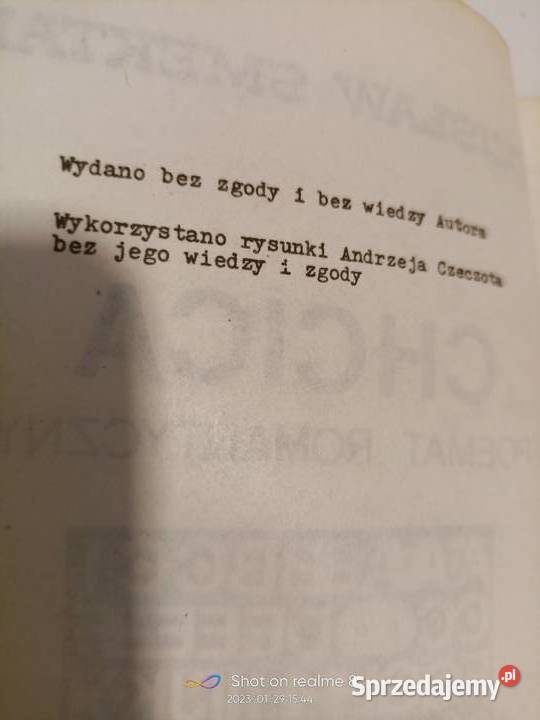 Wydano bez zgody i bez wiedzy Autora
Wykorzystano rysunki Andrzeja Czeczota
bez jego wiedzy i zgody
CHCICA
POEMAT ROMANTYCZNY
Shot on realme 8
2023.01.29 15:44
Sprzedajemy.pl